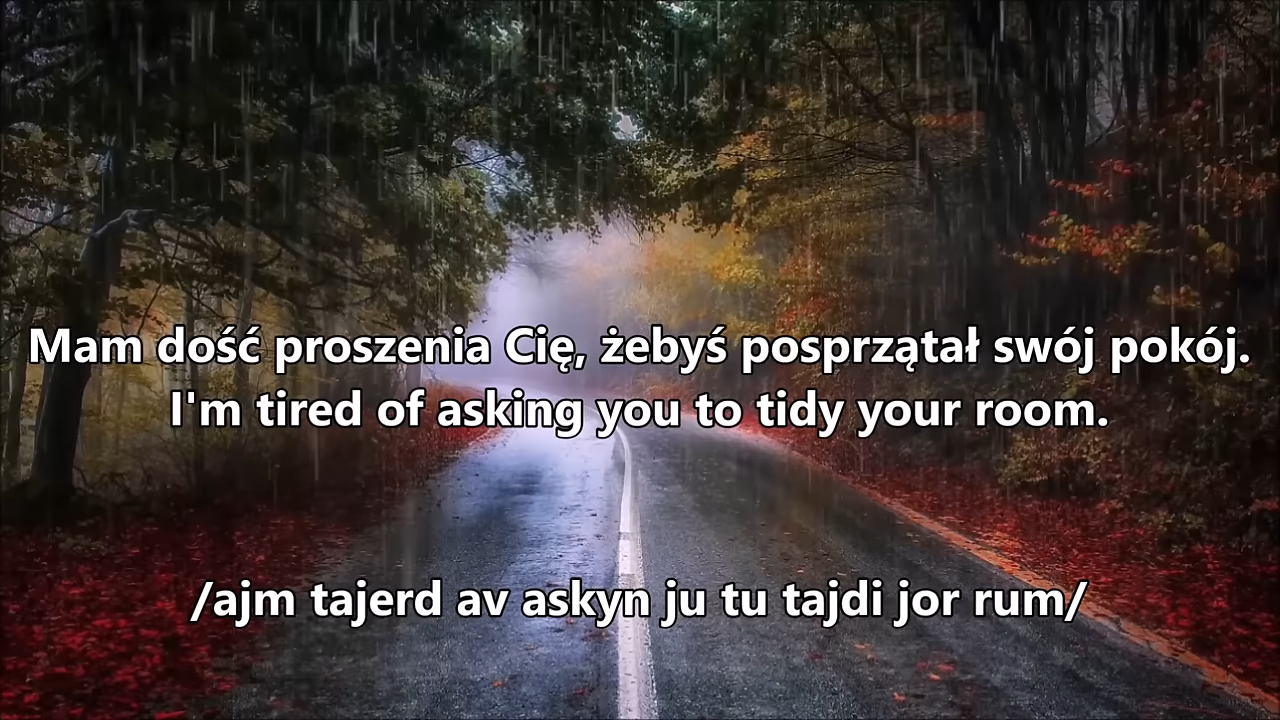 Mam dość proszenia Cię, żebyś posprzątał swój pokój.
I'm tired of asking you to tidy your room.
/ajm tajerd av askyn ju tu tajdi jor rum/